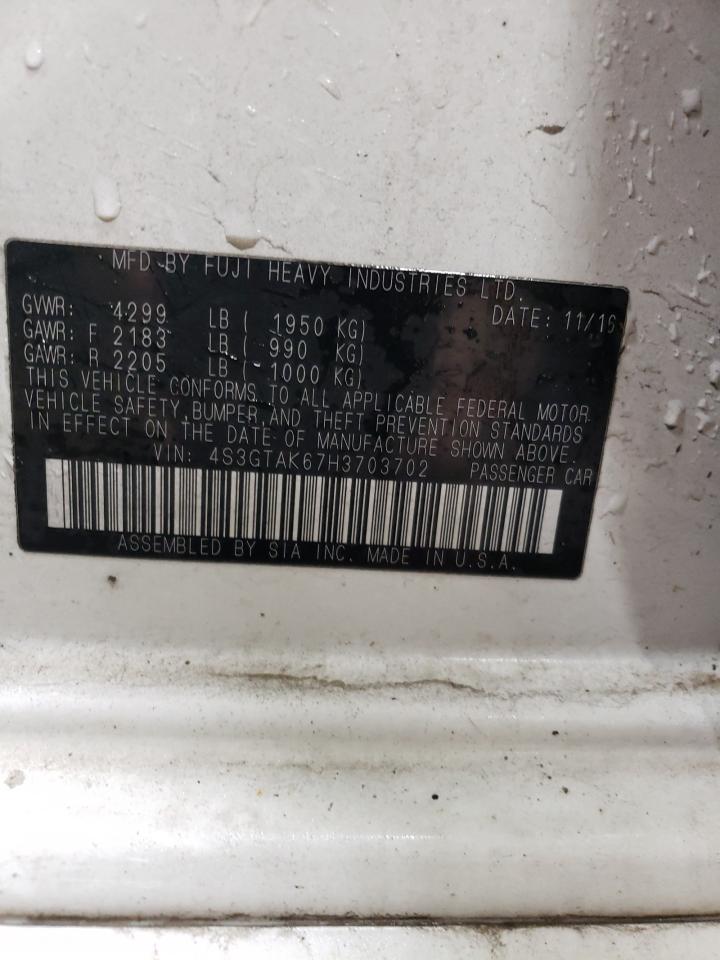 MFD BY FUJI HEAVY INDUSTRIES LTD.
GVWR: 4299 LB ( 1950 KG) DATE: 11/16
GAWR: F 2183 LB ( 990 KG)
GAWR: R 2205 LB ( 1000 KG)
THIS VEHICLE CONFORMS TO ALL APPLICABLE FEDERAL MOTOR
VEHICLE SAFETY, BUMPER, AND THEFT PREVENTION STANDARDS
IN EFFECT ON THE DATE OF MANUFACTURE SHOWN ABOVE.
VIN: 4S3GTAK67H3703702 PASSENGER CAR
ASSEMBLED BY SIA INC. MADE IN U.S.A.